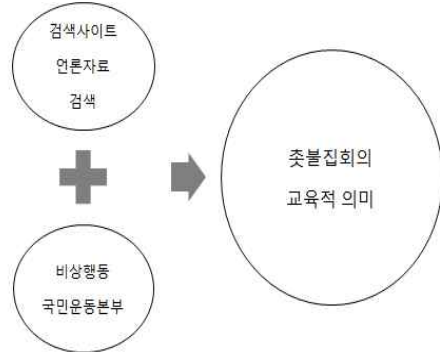 검색사이트
언론자료
검색
비상행동
국민운동본부
촛불집회의
교육적 의미